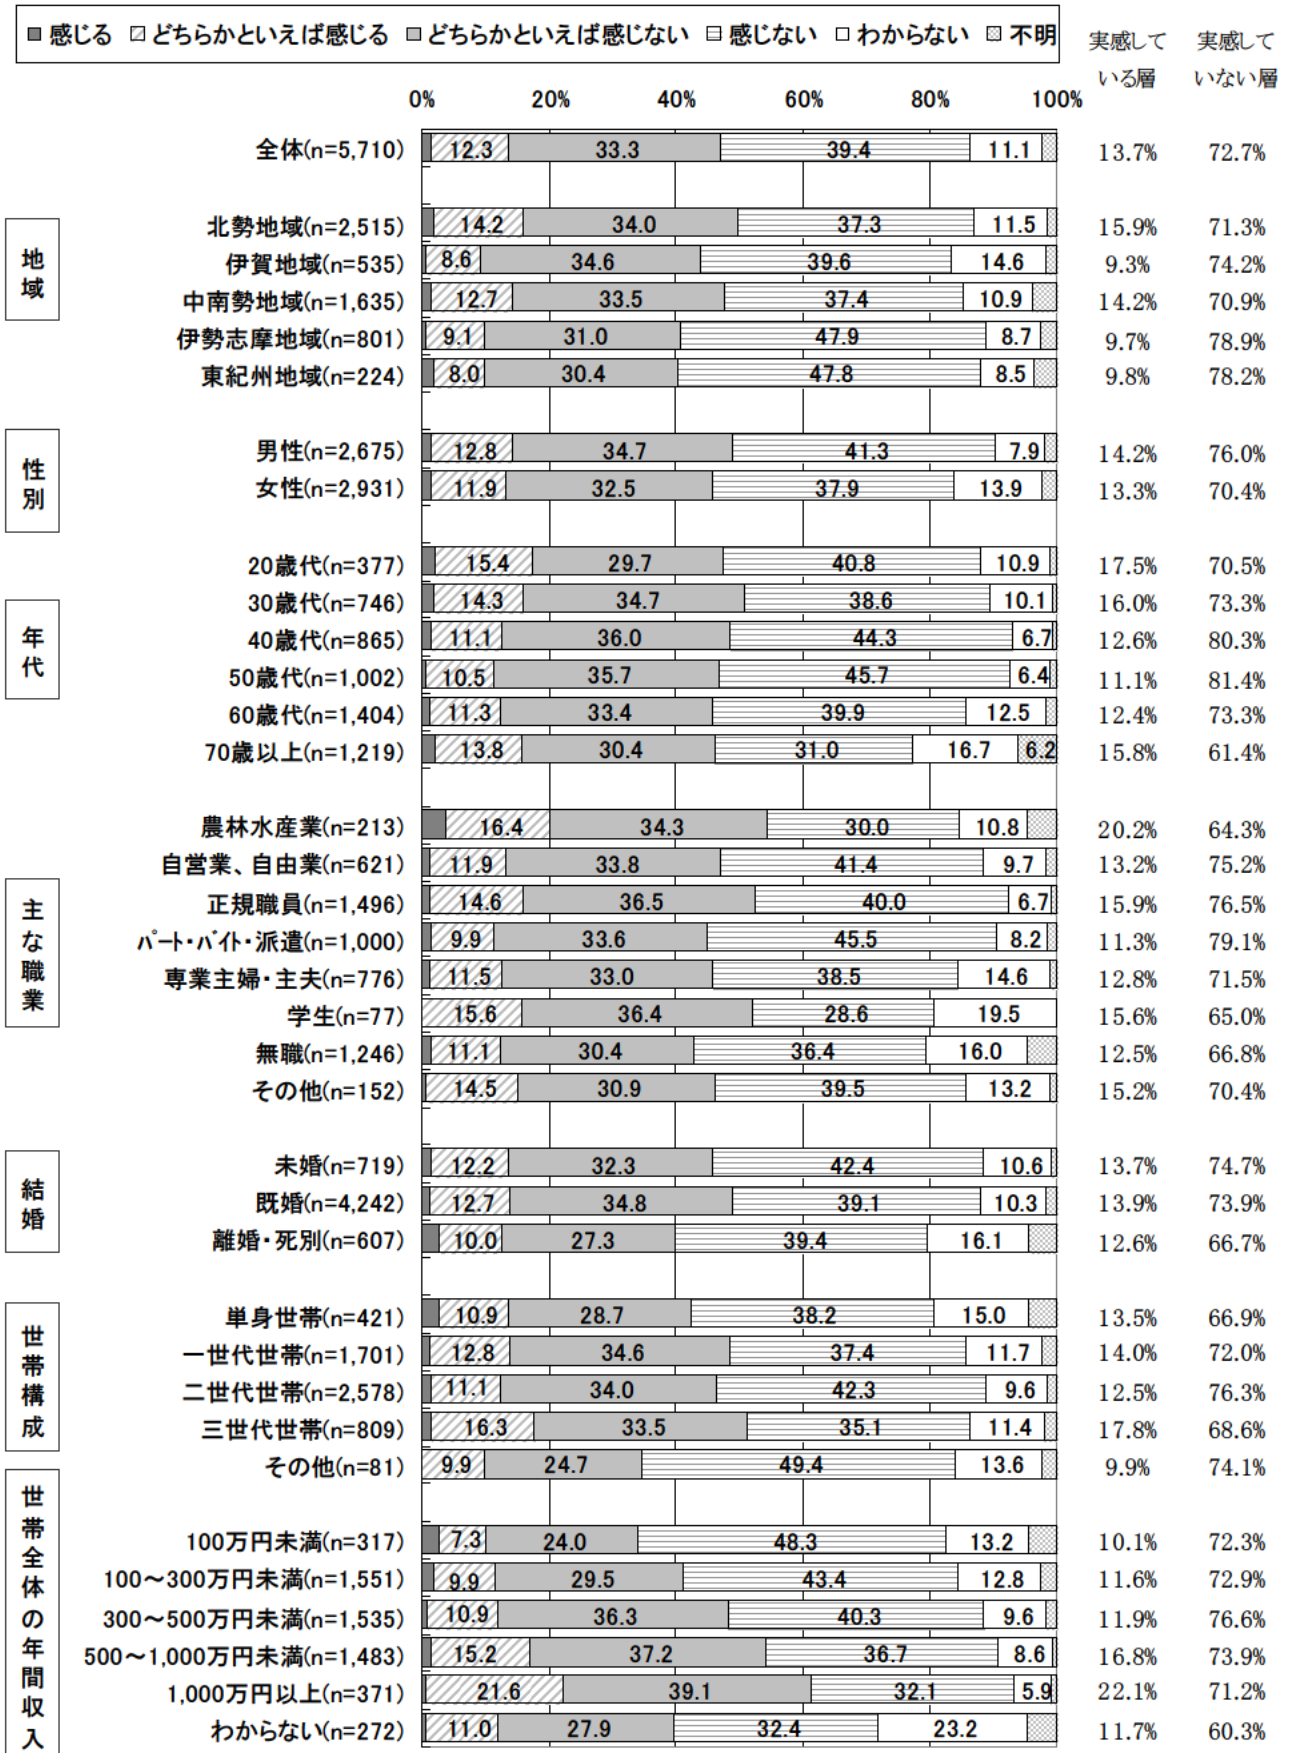 感じる どちらかといえば感じる どちらかといえば感じない 感じない わからない 不明
実感して いる層
実感して いない層
0% 20% 40% 60% 80% 100%
全体(n=5,710) 12.3 33.3 39.4 11.1 13.7% 72.7%
地域
北勢地域(n=2,515) 14.2 34.0 37.3 11.5 15.9% 71.3%
伊賀地域(n=535) 8.6 34.6 39.6 14.6 9.3% 74.2%
中南勢地域(n=1,635) 12.7 33.5 37.4 10.9 14.2% 70.9%
伊勢志摩地域(n=801) 9.1 31.0 47.9 8.7 9.7% 78.9%
東紀州地域(n=224) 8.0 30.4 47.8 8.5 9.8% 78.2%
性別
男性(n=2,675) 12.8 34.7 41.3 7.9 14.2% 76.0%
女性(n=2,931) 11.9 32.5 37.9 13.9 13.3% 70.4%
年代
20歳代(n=377) 15.4 29.7 40.8 10.9 17.5% 70.5%
30歳代(n=746) 14.3 34.7 38.6 10.1 16.0% 73.3%
40歳代(n=865) 11.1 36.0 44.3 6.7 12.6% 80.3%
50歳代(n=1,002) 10.5 35.7 45.7 6.4 11.1% 81.4%
60歳代(n=1,404) 11.3 33.4 39.9 12.5 12.4% 73.3%
70歳以上(n=1,219) 13.8 30.4 31.0 16.7 6.2 15.8% 61.4%
主な職業
農林水産業(n=213) 16.4 34.3 30.0 10.8 20.2% 64.3%
自営業、自由業(n=621) 11.9 33.8 41.4 9.7 13.2% 75.2%
正規職員(n=1,496) 14.6 36.5 40.0 6.7 15.9% 76.5%
ﾊﾟｰﾄ・ﾊﾞｲﾄ・派遣(n=1,000) 9.9 33.6 45.5 8.2 11.3% 79.1%
専業主婦・主夫(n=776) 11.5 33.0 38.5 14.6 12.8% 71.5%
学生(n=77) 15.6 36.4 28.6 19.5 15.6% 65.0%
無職(n=1,246) 11.1 30.4 36.4 16.0 12.5% 66.8%
その他(n=152) 14.5 30.9 39.5 13.2 15.2% 70.4%
結婚
未婚(n=719) 12.2 32.3 42.4 10.6 13.7% 74.7%
既婚(n=4,242) 12.7 34.8 39.1 10.3 13.9% 73.9%
離婚・死別(n=607) 10.0 27.3 39.4 16.1 12.6% 66.7%
世帯構成
単身世帯(n=421) 10.9 28.7 38.2 15.0 13.5% 66.9%
一世代世帯(n=1,701) 12.8 34.6 37.4 11.7 14.0% 72.0%
二世代世帯(n=2,578) 11.1 34.0 42.3 9.6 12.5% 76.3%
三世代世帯(n=809) 16.3 33.5 35.1 11.4 17.8% 68.6%
その他(n=81) 9.9 24.7 49.4 13.6 9.9% 74.1%
世帯全体の年間収入
100万円未満(n=317) 7.3 24.0 48.3 13.2 10.1% 72.3%
100～300万円未満(n=1,551) 9.9 29.5 43.4 12.8 11.6% 72.9%
300～500万円未満(n=1,535) 10.9 36.3 40.3 9.6 11.9% 76.6%
500～1,000万円未満(n=1,483) 15.2 37.2 36.7 8.6 16.8% 73.9%
1,000万円以上(n=371) 21.6 39.1 32.1 5.9 22.1% 71.2%
わからない(n=272) 11.0 27.9 32.4 23.2 11.7% 60.3%